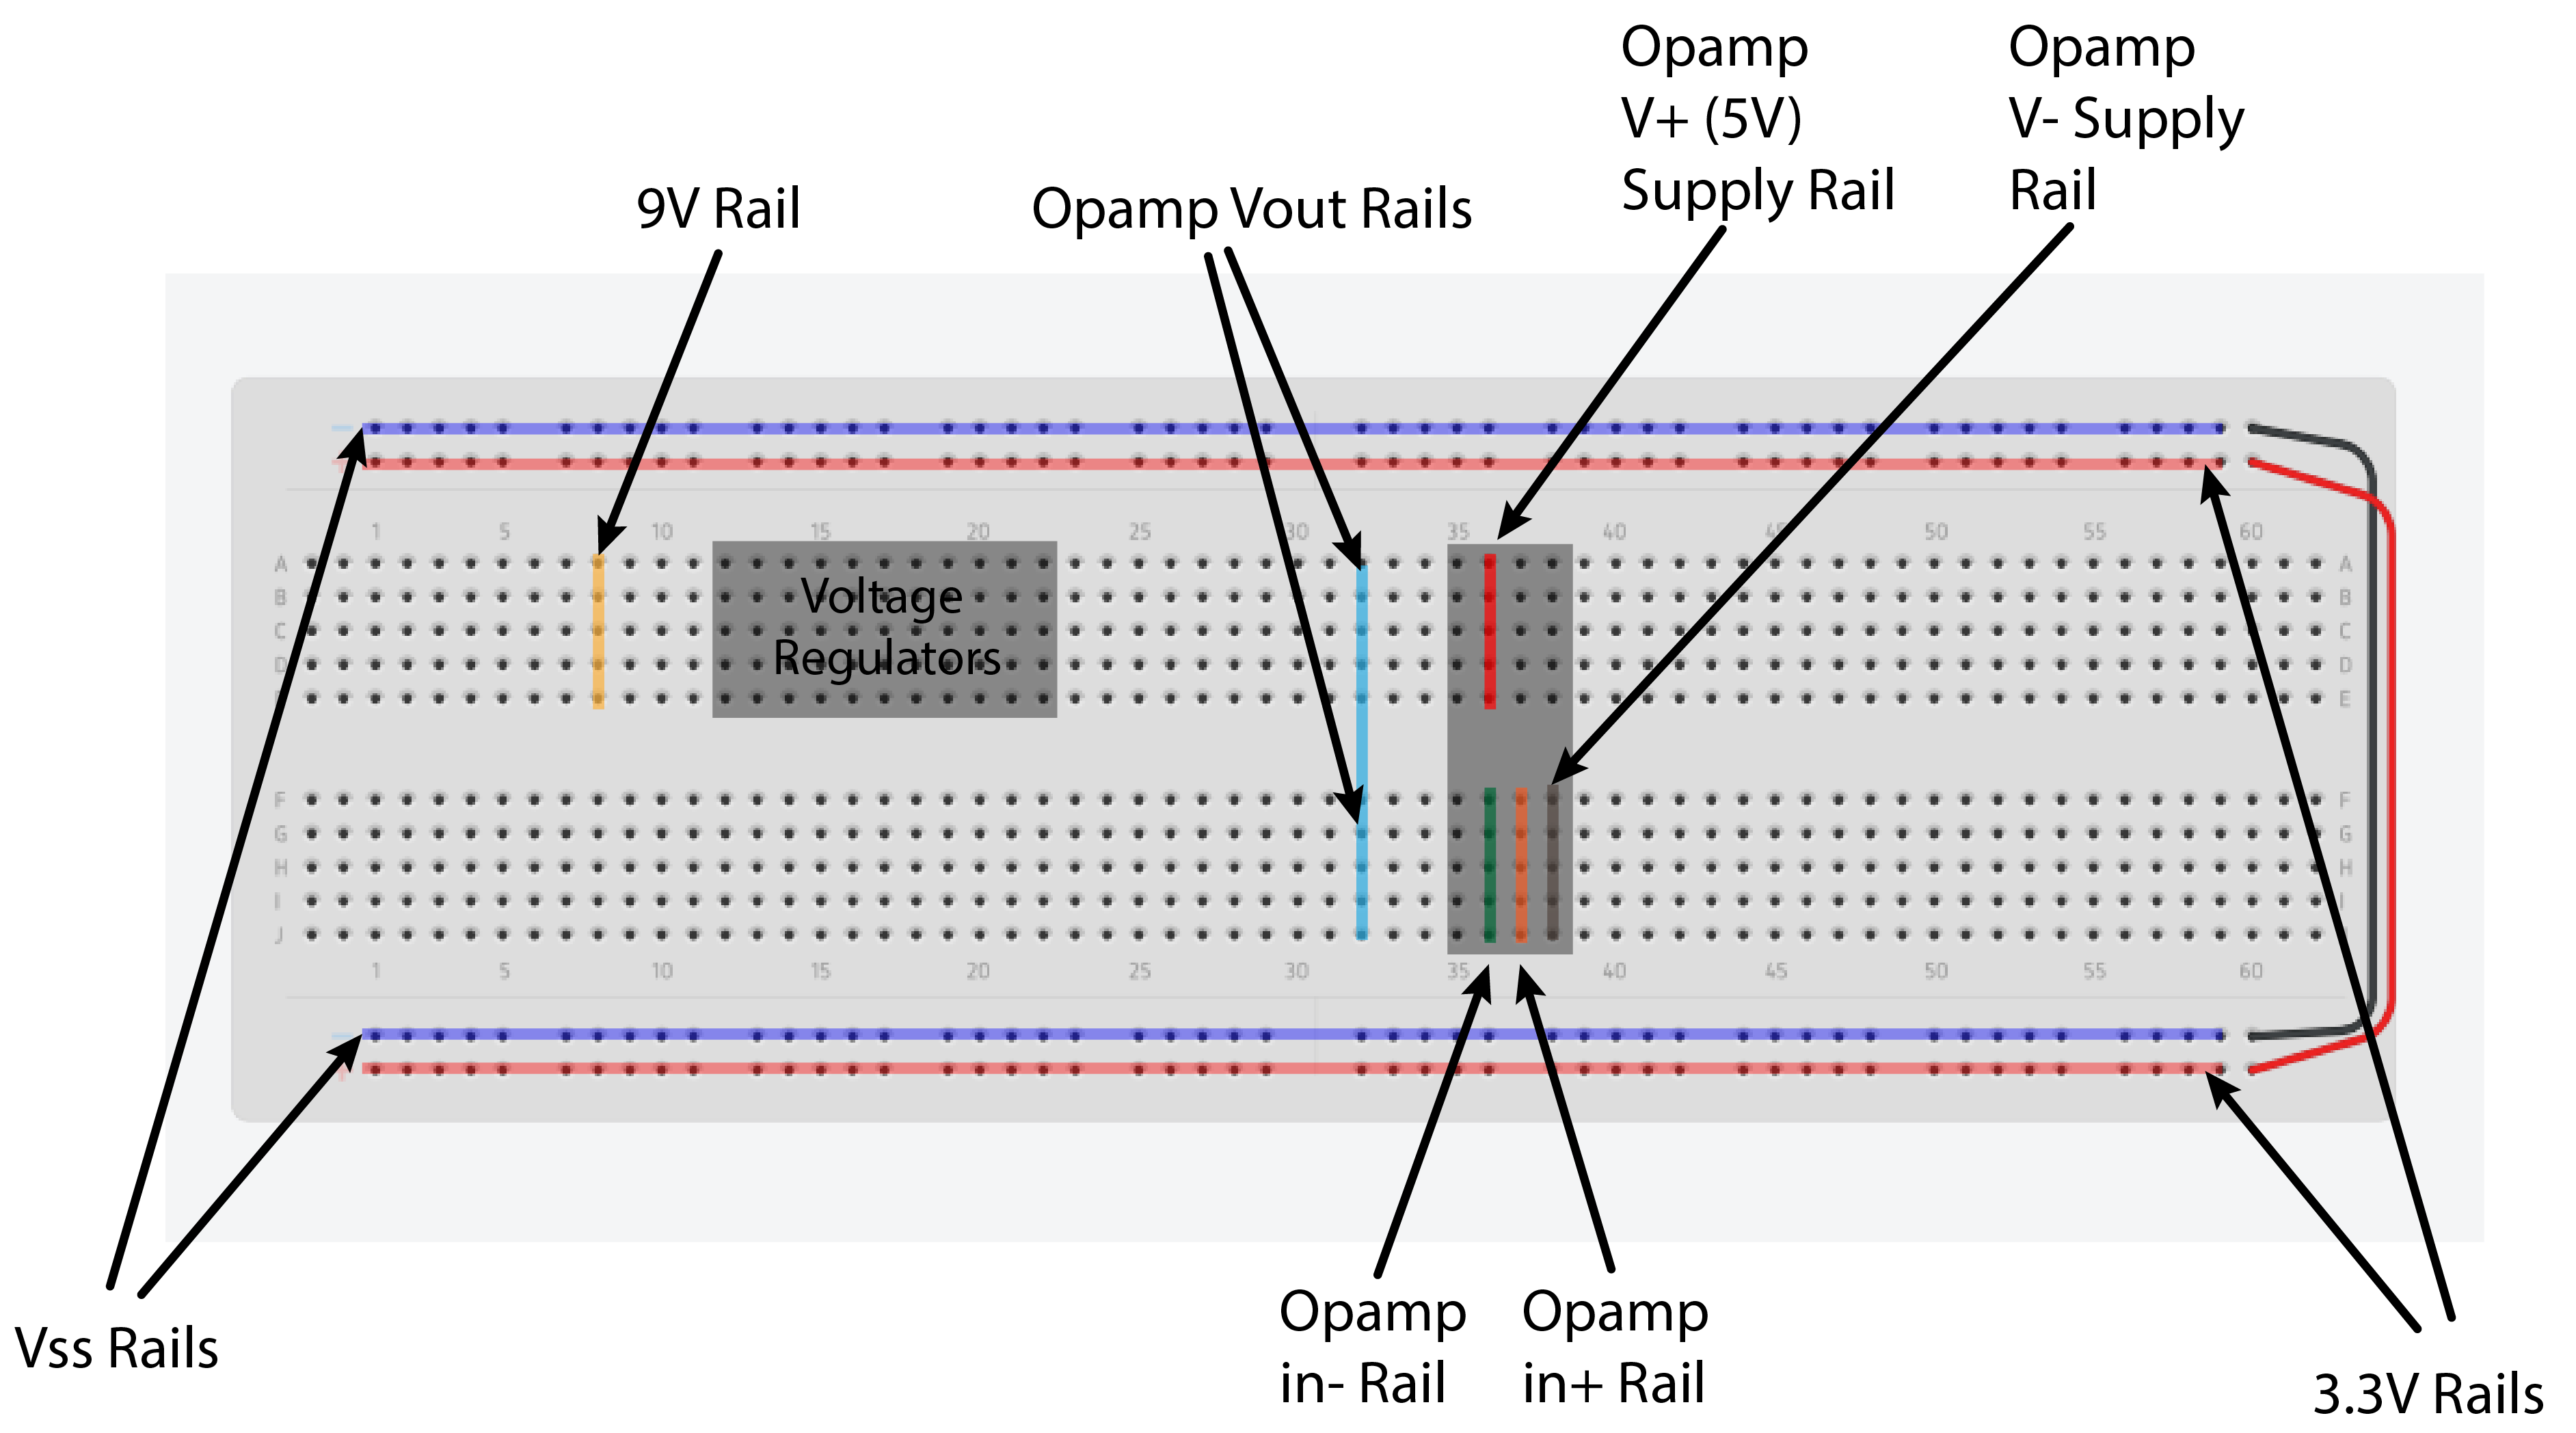 Opamp
V+ (5V)
Supply Rail
Opamp
V- Supply
Rail
9V Rail
Opamp Vout Rails
1 5 10 15 20 25 30 35 40 45 50 55 60
A A
B B
C C
D D
E
Voltage
Regulators
F F
G G
H H
I I
J
1 5 10 15 20 25 30 35 40 45 50 55 60
Opamp
in- Rail
Opamp
in+ Rail
Vss Rails
3.3V Rails